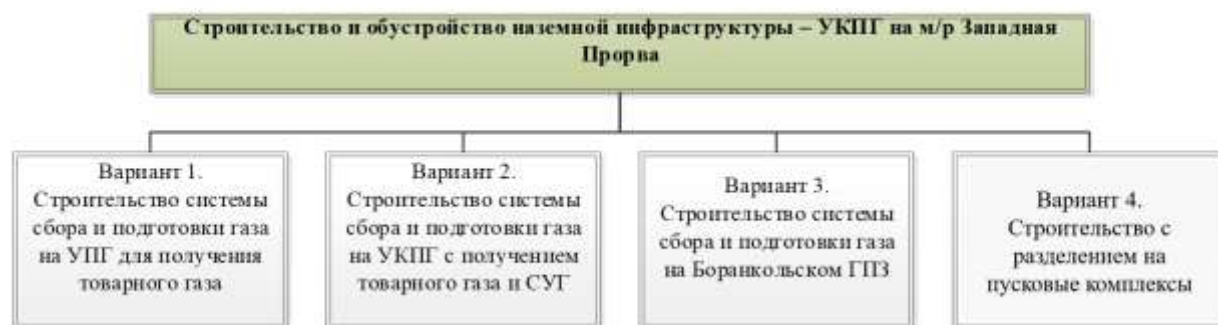 Строительство и обустройство наземной инфраструктуры – УКПГ на м/р Западная
Прорва
Вариант 1.
Строительство системы
сбора и подготовки газа
на УПГ для получения
товарного газа
Вариант 2.
Строительство системы
сбора и подготовки газа
на УКПГ с получением
товарного газа и СУГ
Вариант 3.
Строительство системы
сбора и подготовки газа
на Боранкольском ГПЗ
Вариант 4.
Строительство с
разделением на
пусковые комплексы